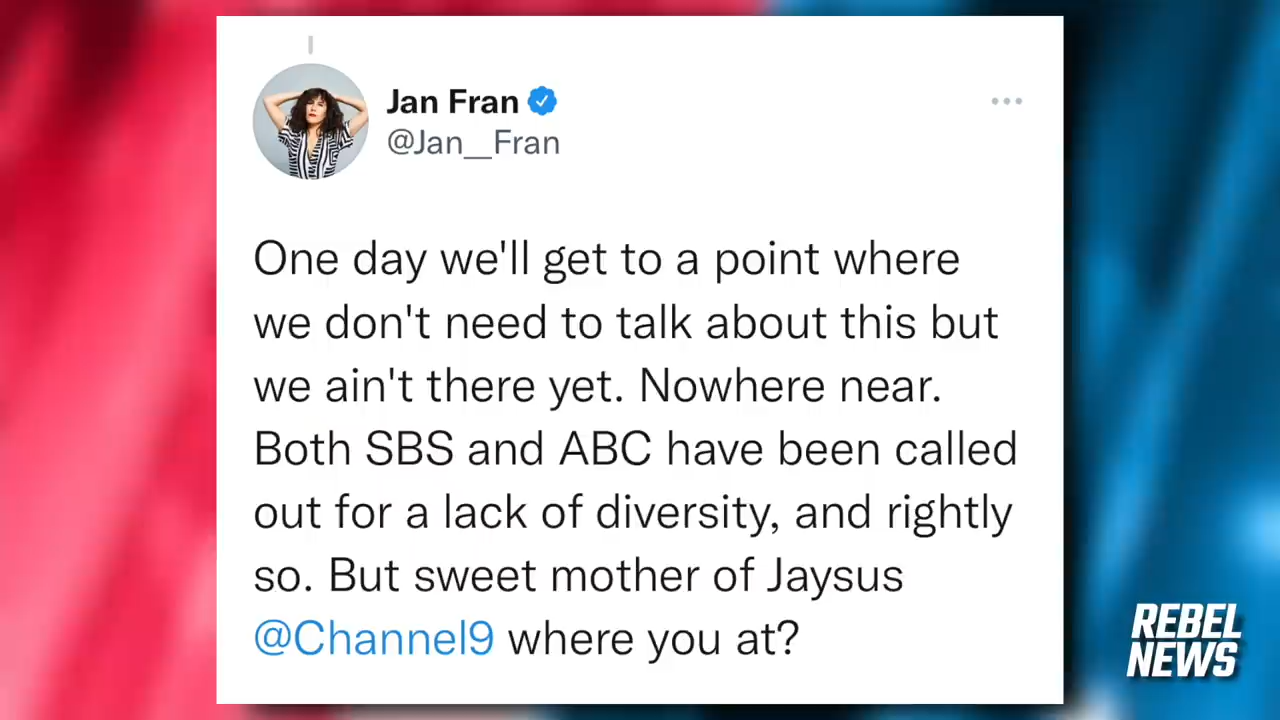 Jan Fran
@Jan__Fran
One day we'll get to a point where
we don't need to talk about this but
we ain't there yet. Nowhere near.
Both SBS and ABC have been called
out for a lack of diversity, and rightly
so. But sweet mother of Jaysus
@Channel9 where you at?
REBEL
NEWS